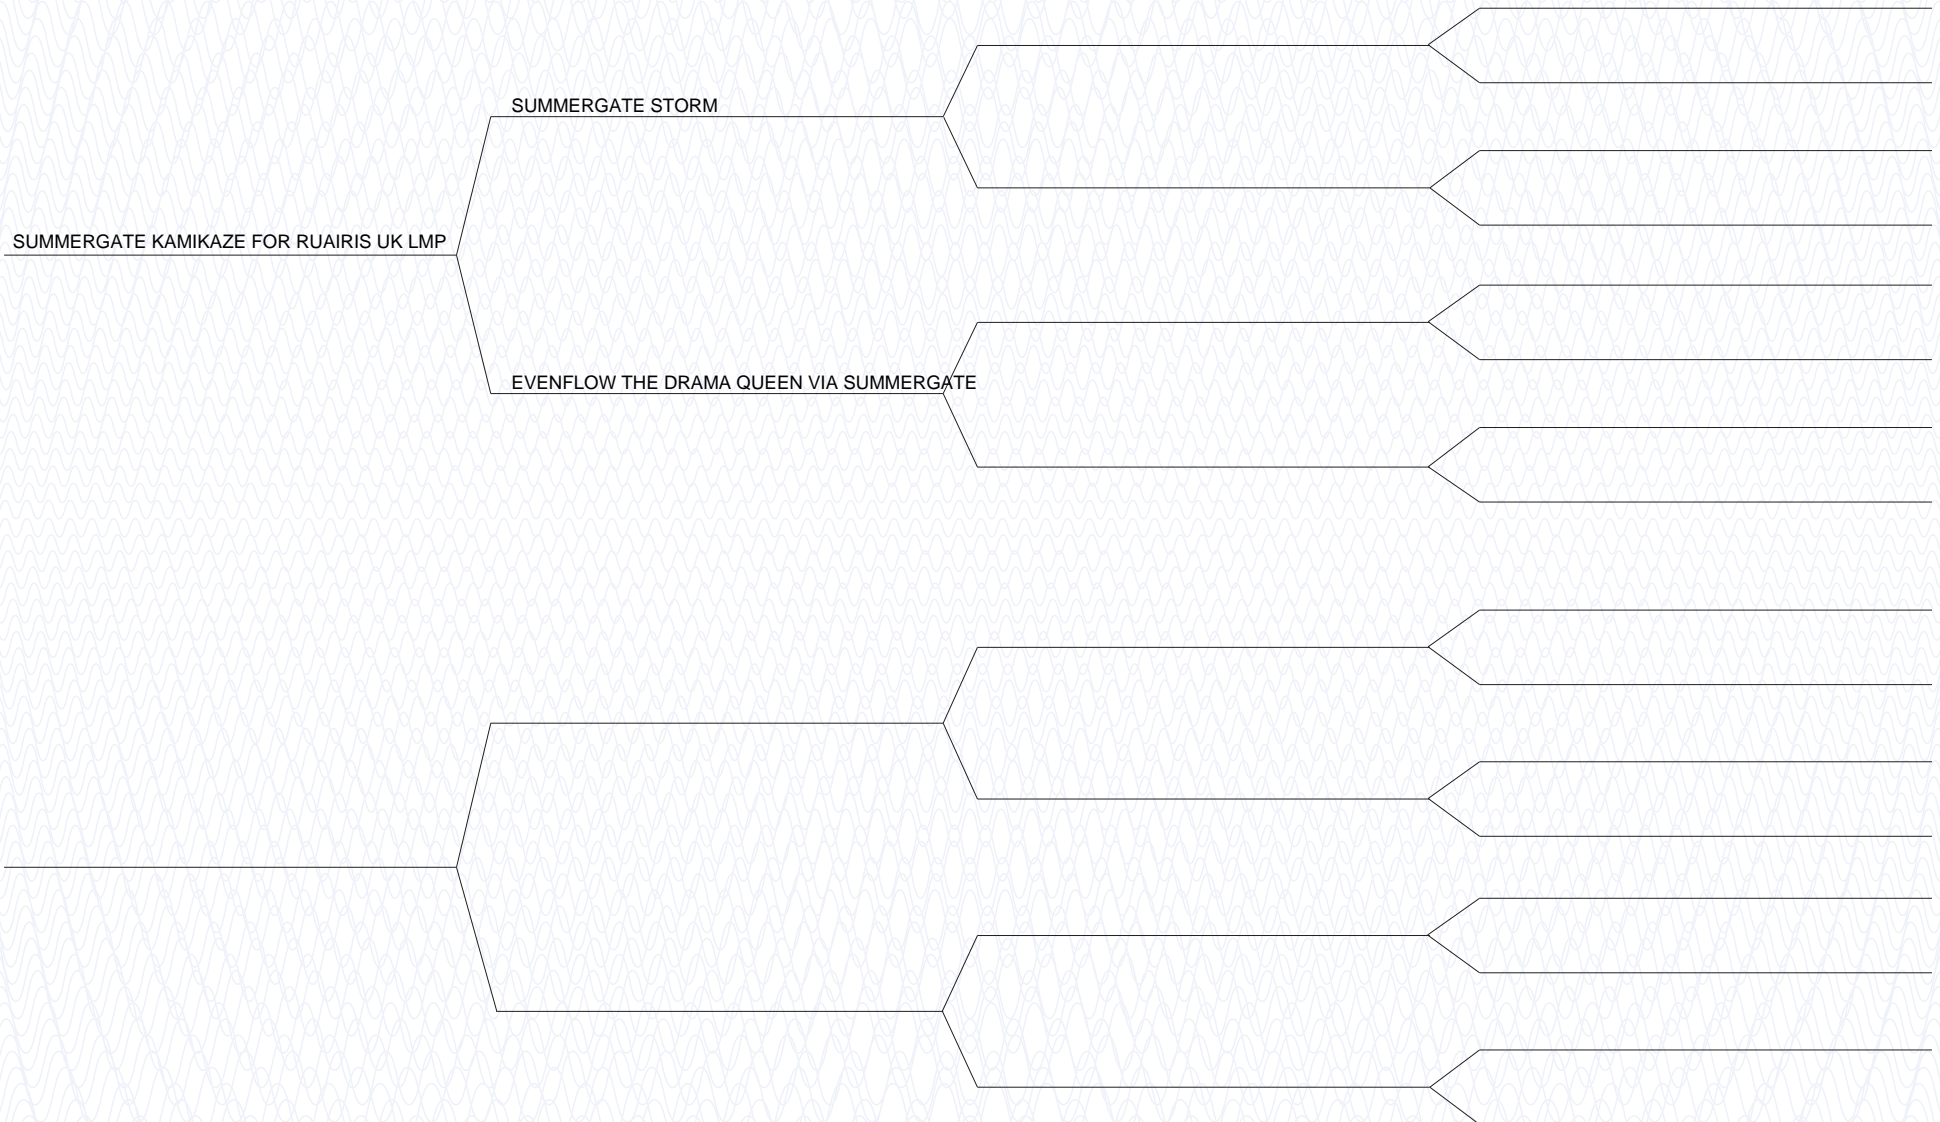 SUMMERGATE STORM
SUMMERGATE KAMIKAZE FOR RUAIRIS UK LMP
EVENFLOW THE DRAMA QUEEN VIA SUMMERGATE